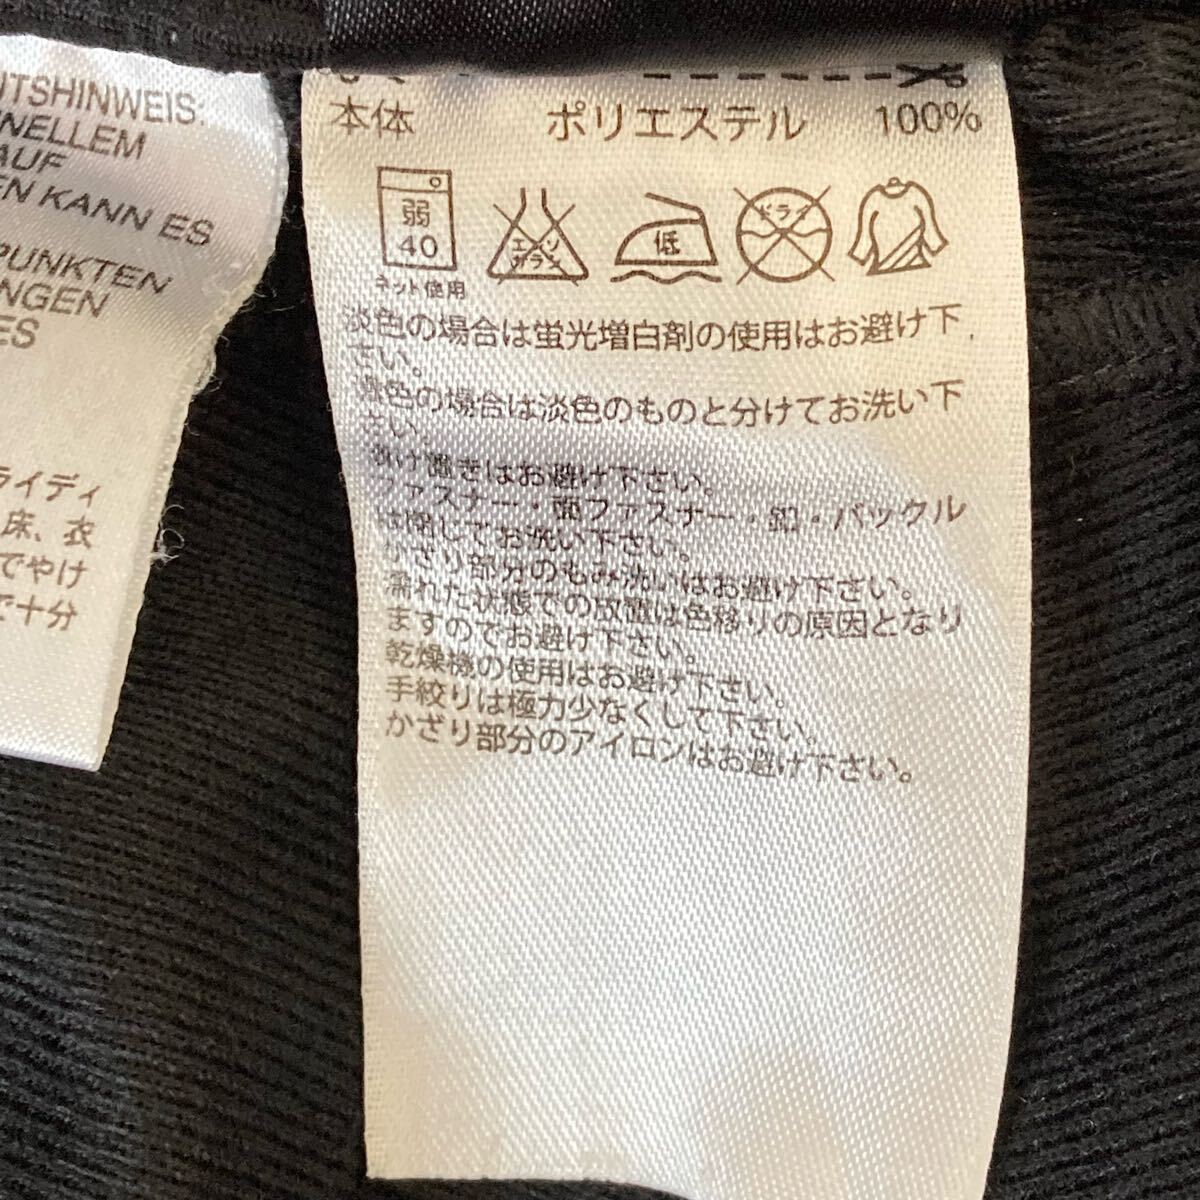 NTSHINWEIS:
NELLEM
AUF
EN KANN ES
PUNKTEN
NGEN
ES
ライディ
床、衣
でやけ
で十分
本体 ポリエステル 100%
弱
40
ネット使用
エンソ
サラシ
低
ドライ
淡色の場合は蛍光増白剤の使用はお避け下
さい。
濃色の場合は淡色のものと分けてお洗い下
さい。
漬け置きはお避け下さい。
ファスナー・面ファスナー・釦・バックル
は閉じてお洗い下さい。
かざり部分のもみ洗いはお避け下さい。
濡れた状態での放置は色移りの原因となり
ますのでお避け下さい。
乾燥機の使用はお避け下さい。
手絞りは極力少なくして下さい。
かざり部分のアイロンはお避け下さい。